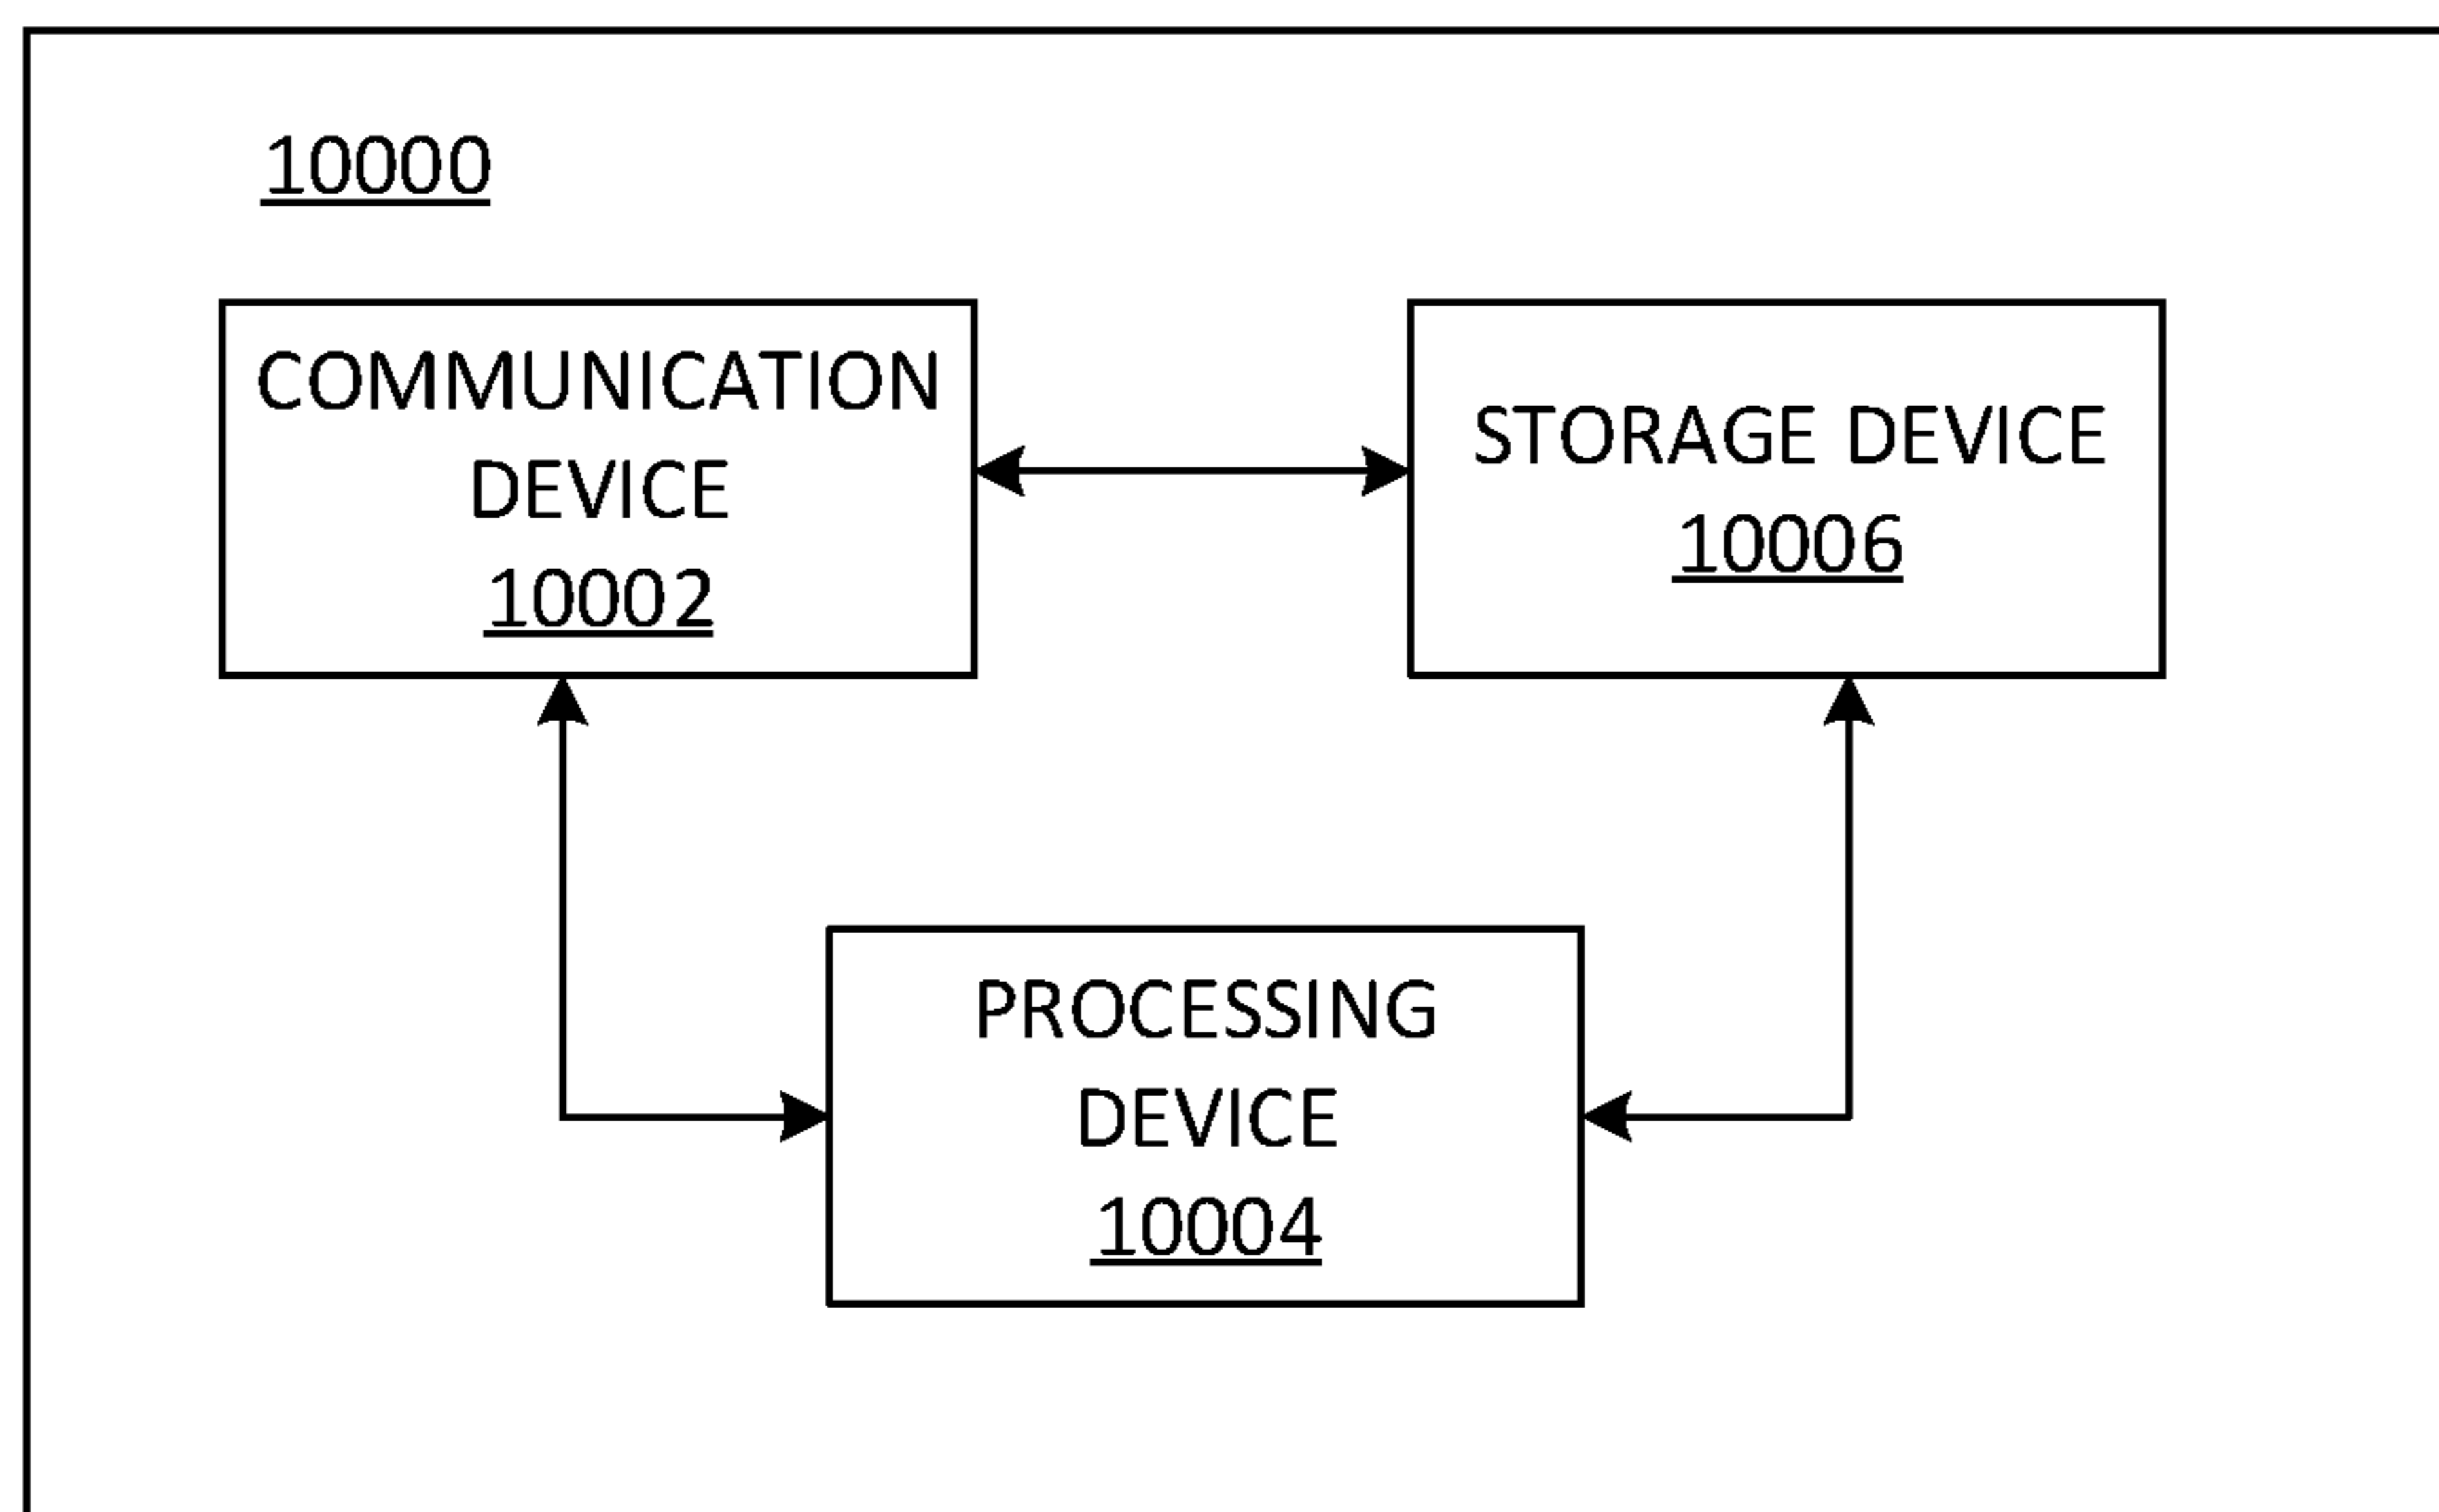 10000
COMMUNICATION
DEVICE
10002
STORAGE DEVICE
10006
PROCESSING
DEVICE
10004